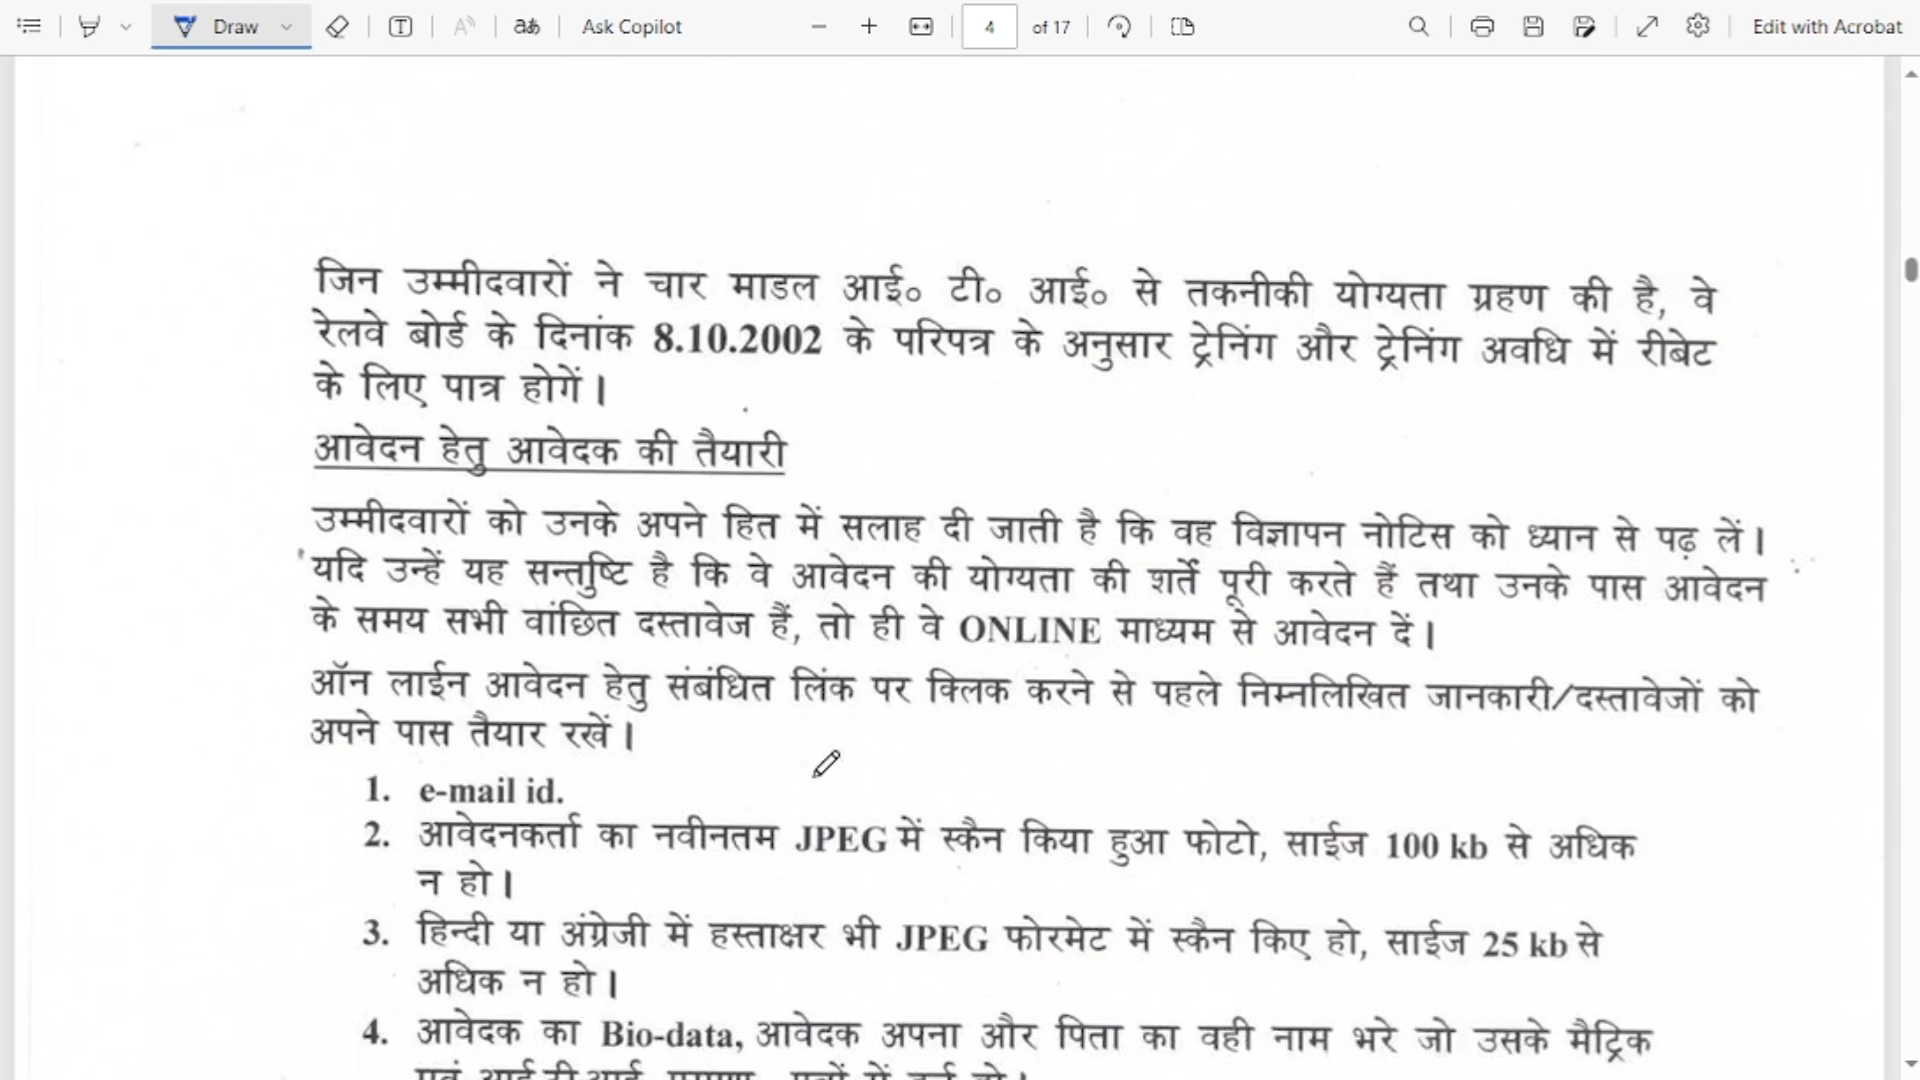 Draw
aあ
Ask Copilot
4 of 17
Edit with Acrobat
जिन उम्मीदवारों ने चार माडल आई० टी० आई० से तकनीकी योग्यता ग्रहण की है, वे
रेलवे बोर्ड के दिनांक 8.10.2002 के परिपत्र के अनुसार ट्रेनिंग और ट्रेनिंग अवधि में रीबेट
के लिए पात्र होगें।
आवेदन हेतु आवेदक की तैयारी
उम्मीदवारों को उनके अपने हित में सलाह दी जाती है कि वह विज्ञापन नोटिस को ध्यान से पढ़ लें।
यदि उन्हें यह सन्तुष्टि है कि वे आवेदन की योग्यता की शर्तें पूरी करते हैं तथा उनके पास आवेदन
के समय सभी वांछित दस्तावेज हैं, तो ही वे ONLINE माध्यम से आवेदन दें।
ऑन लाईन आवेदन हेतु संबंधित लिंक पर क्लिक करने से पहले निम्नलिखित जानकारी/दस्तावेजों को
अपने पास तैयार रखें।
1. e-mail id.
2. आवेदनकर्ता का नवीनतम JPEG में स्कैन किया हुआ फोटो, साईज 100 kb से अधिक
न हो।
3. हिन्दी या अंग्रेजी में हस्ताक्षर भी JPEG फोरमेट में स्कैन किए हो, साईज 25 kb से
अधिक न हो।
4. आवेदक का Bio-data, आवेदक अपना और पिता का वही नाम भरे जो उसके मैट्रिक